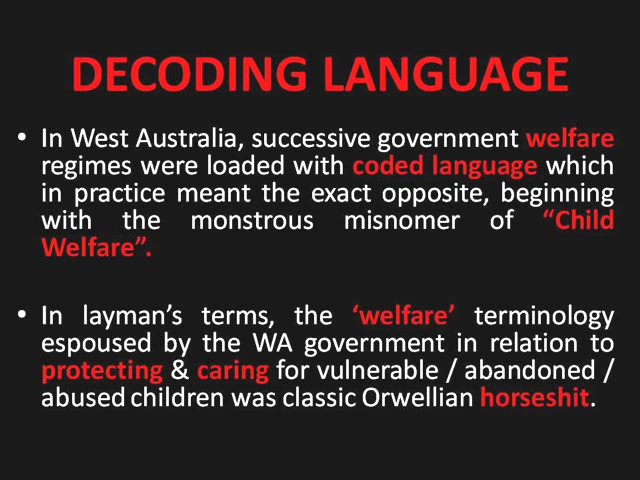 DECODING LANGUAGE
• In West Australia, successive government welfare
regimes were loaded with coded language which
in practice meant the exact opposite, beginning
with the monstrous misnomer of “Child
Welfare”.
• In layman’s terms, the ‘welfare’ terminology
espoused by the WA government in relation to
protecting & caring for vulnerable / abandoned /
abused children was classic Orwellian horseshit.